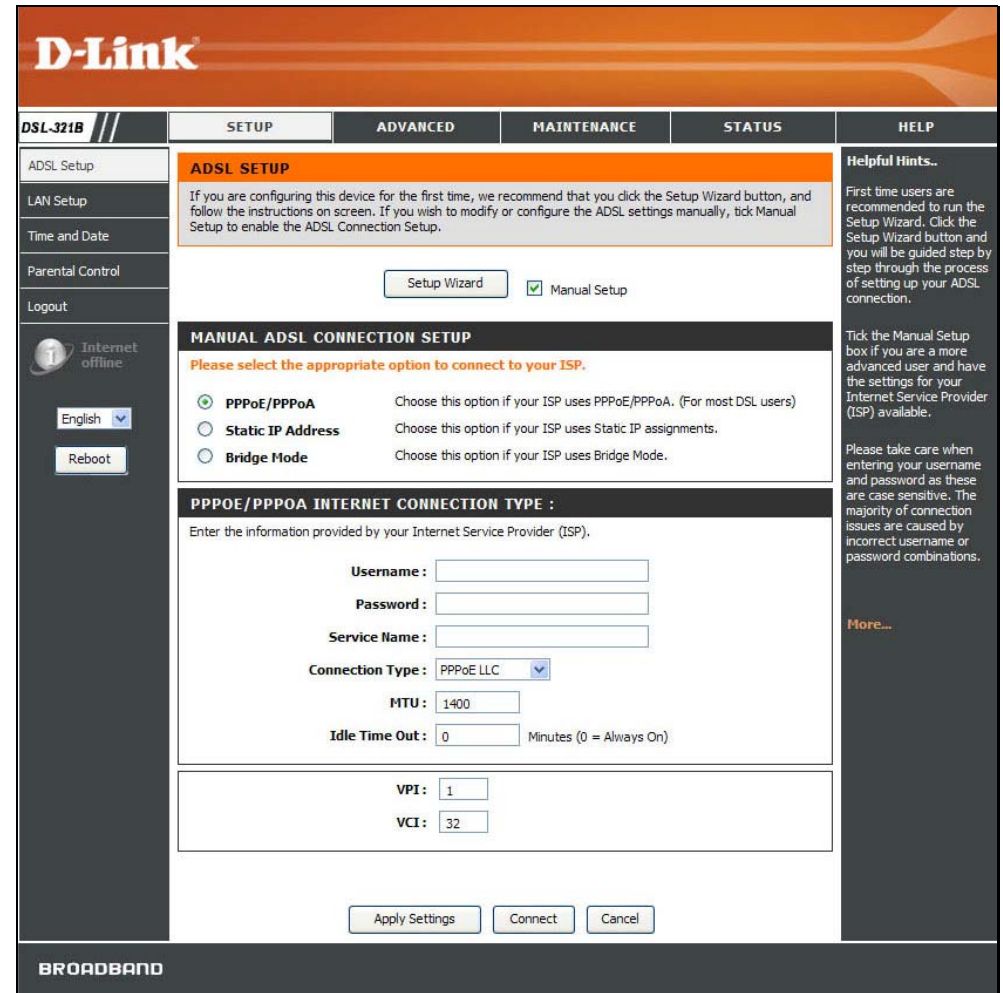 D-Link
DSL-321B
SETUP
ADVANCED
MAINTENANCE
STATUS
HELP
ADSL Setup
LAN Setup
Time and Date
Parental Control
Logout
Internet
offline
English
Reboot
ADSL SETUP
If you are configuring this device for the first time, we recommend that you click the Setup Wizard button, and
follow the instructions on screen. If you wish to modify or configure the ADSL settings manually, tick Manual
Setup to enable the ADSL Connection Setup.
Setup Wizard
Manual Setup
MANUAL ADSL CONNECTION SETUP
Please select the appropriate option to connect to your ISP.
PPPoE/PPPoA Choose this option if your ISP uses PPPoE/PPPoA. (For most DSL users)
Static IP Address Choose this option if your ISP uses Static IP assignments.
Bridge Mode Choose this option if your ISP uses Bridge Mode.
PPPOE/PPPOA INTERNET CONNECTION TYPE :
Enter the information provided by your Internet Service Provider (ISP).
Username :
Password :
Service Name :
Connection Type : PPPoE LLC
MTU : 1400
Idle Time Out : 0 Minutes (0 = Always On)
VPI : 1
VCI : 32
Apply Settings
Connect
Cancel
Helpful Hints..
First time users are
recommended to run the
Setup Wizard. Click the
Setup Wizard button and
you will be guided step by
step through the process
of setting up your ADSL
connection.
Tick the Manual Setup
box if you are a more
advanced user and have
the settings for your
Internet Service Provider
(ISP) available.
Please take care when
entering your username
and password as these
are case sensitive. The
majority of connection
issues are caused by
incorrect username or
password combinations.
More...
BROADBAND